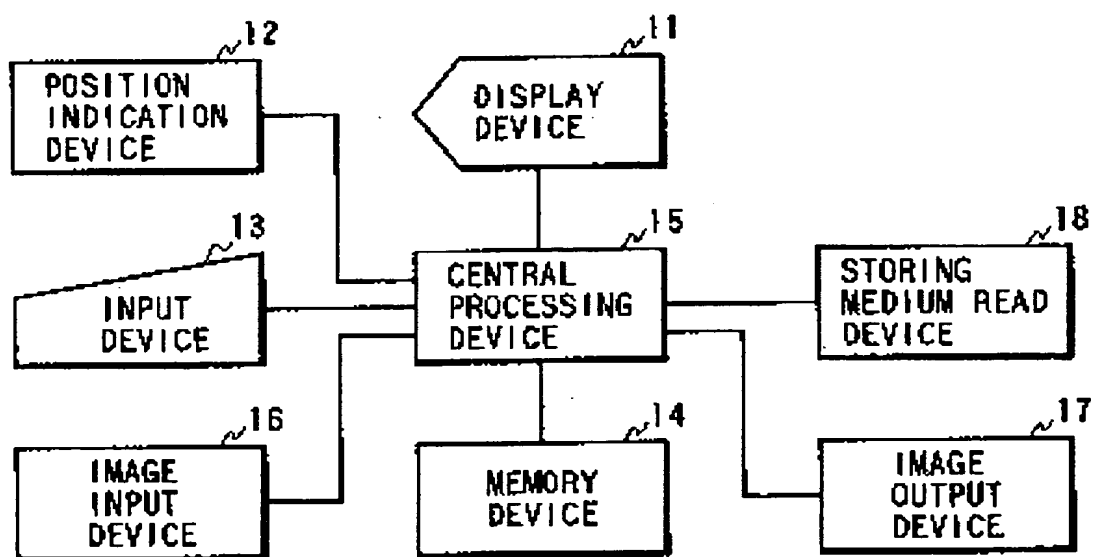 12
POSITION
INDICATION
DEVICE
11
DISPLAY
DEVICE
13
INPUT
DEVICE
15
CENTRAL
PROCESSING
DEVICE
18
STORING
MEDIUM READ
DEVICE
16
IMAGE
INPUT
DEVICE
14
MEMORY
DEVICE
17
IMAGE
OUTPUT
DEVICE